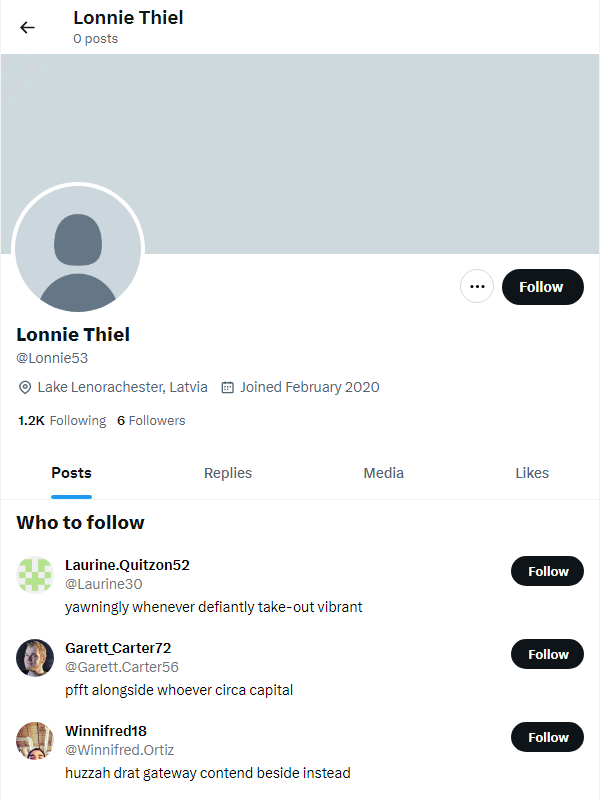 Lonnie Thiel
0 posts
Follow
Lonnie Thiel
@Lonnie53
Lake Lenorachester, Latvia Joined February 2020
1.2K Following 6 Followers
Posts Replies Media Likes
Who to follow
Laurine.Quitzon52
@Laurine30
Follow
yawningly whenever defiantly take-out vibrant
Garett_Carter72
@Garett.Carter56
Follow
pfft alongside whoever circa capital
Winnifred18
@Winnifred.Ortiz
Follow
huzzah drat gateway contend beside instead